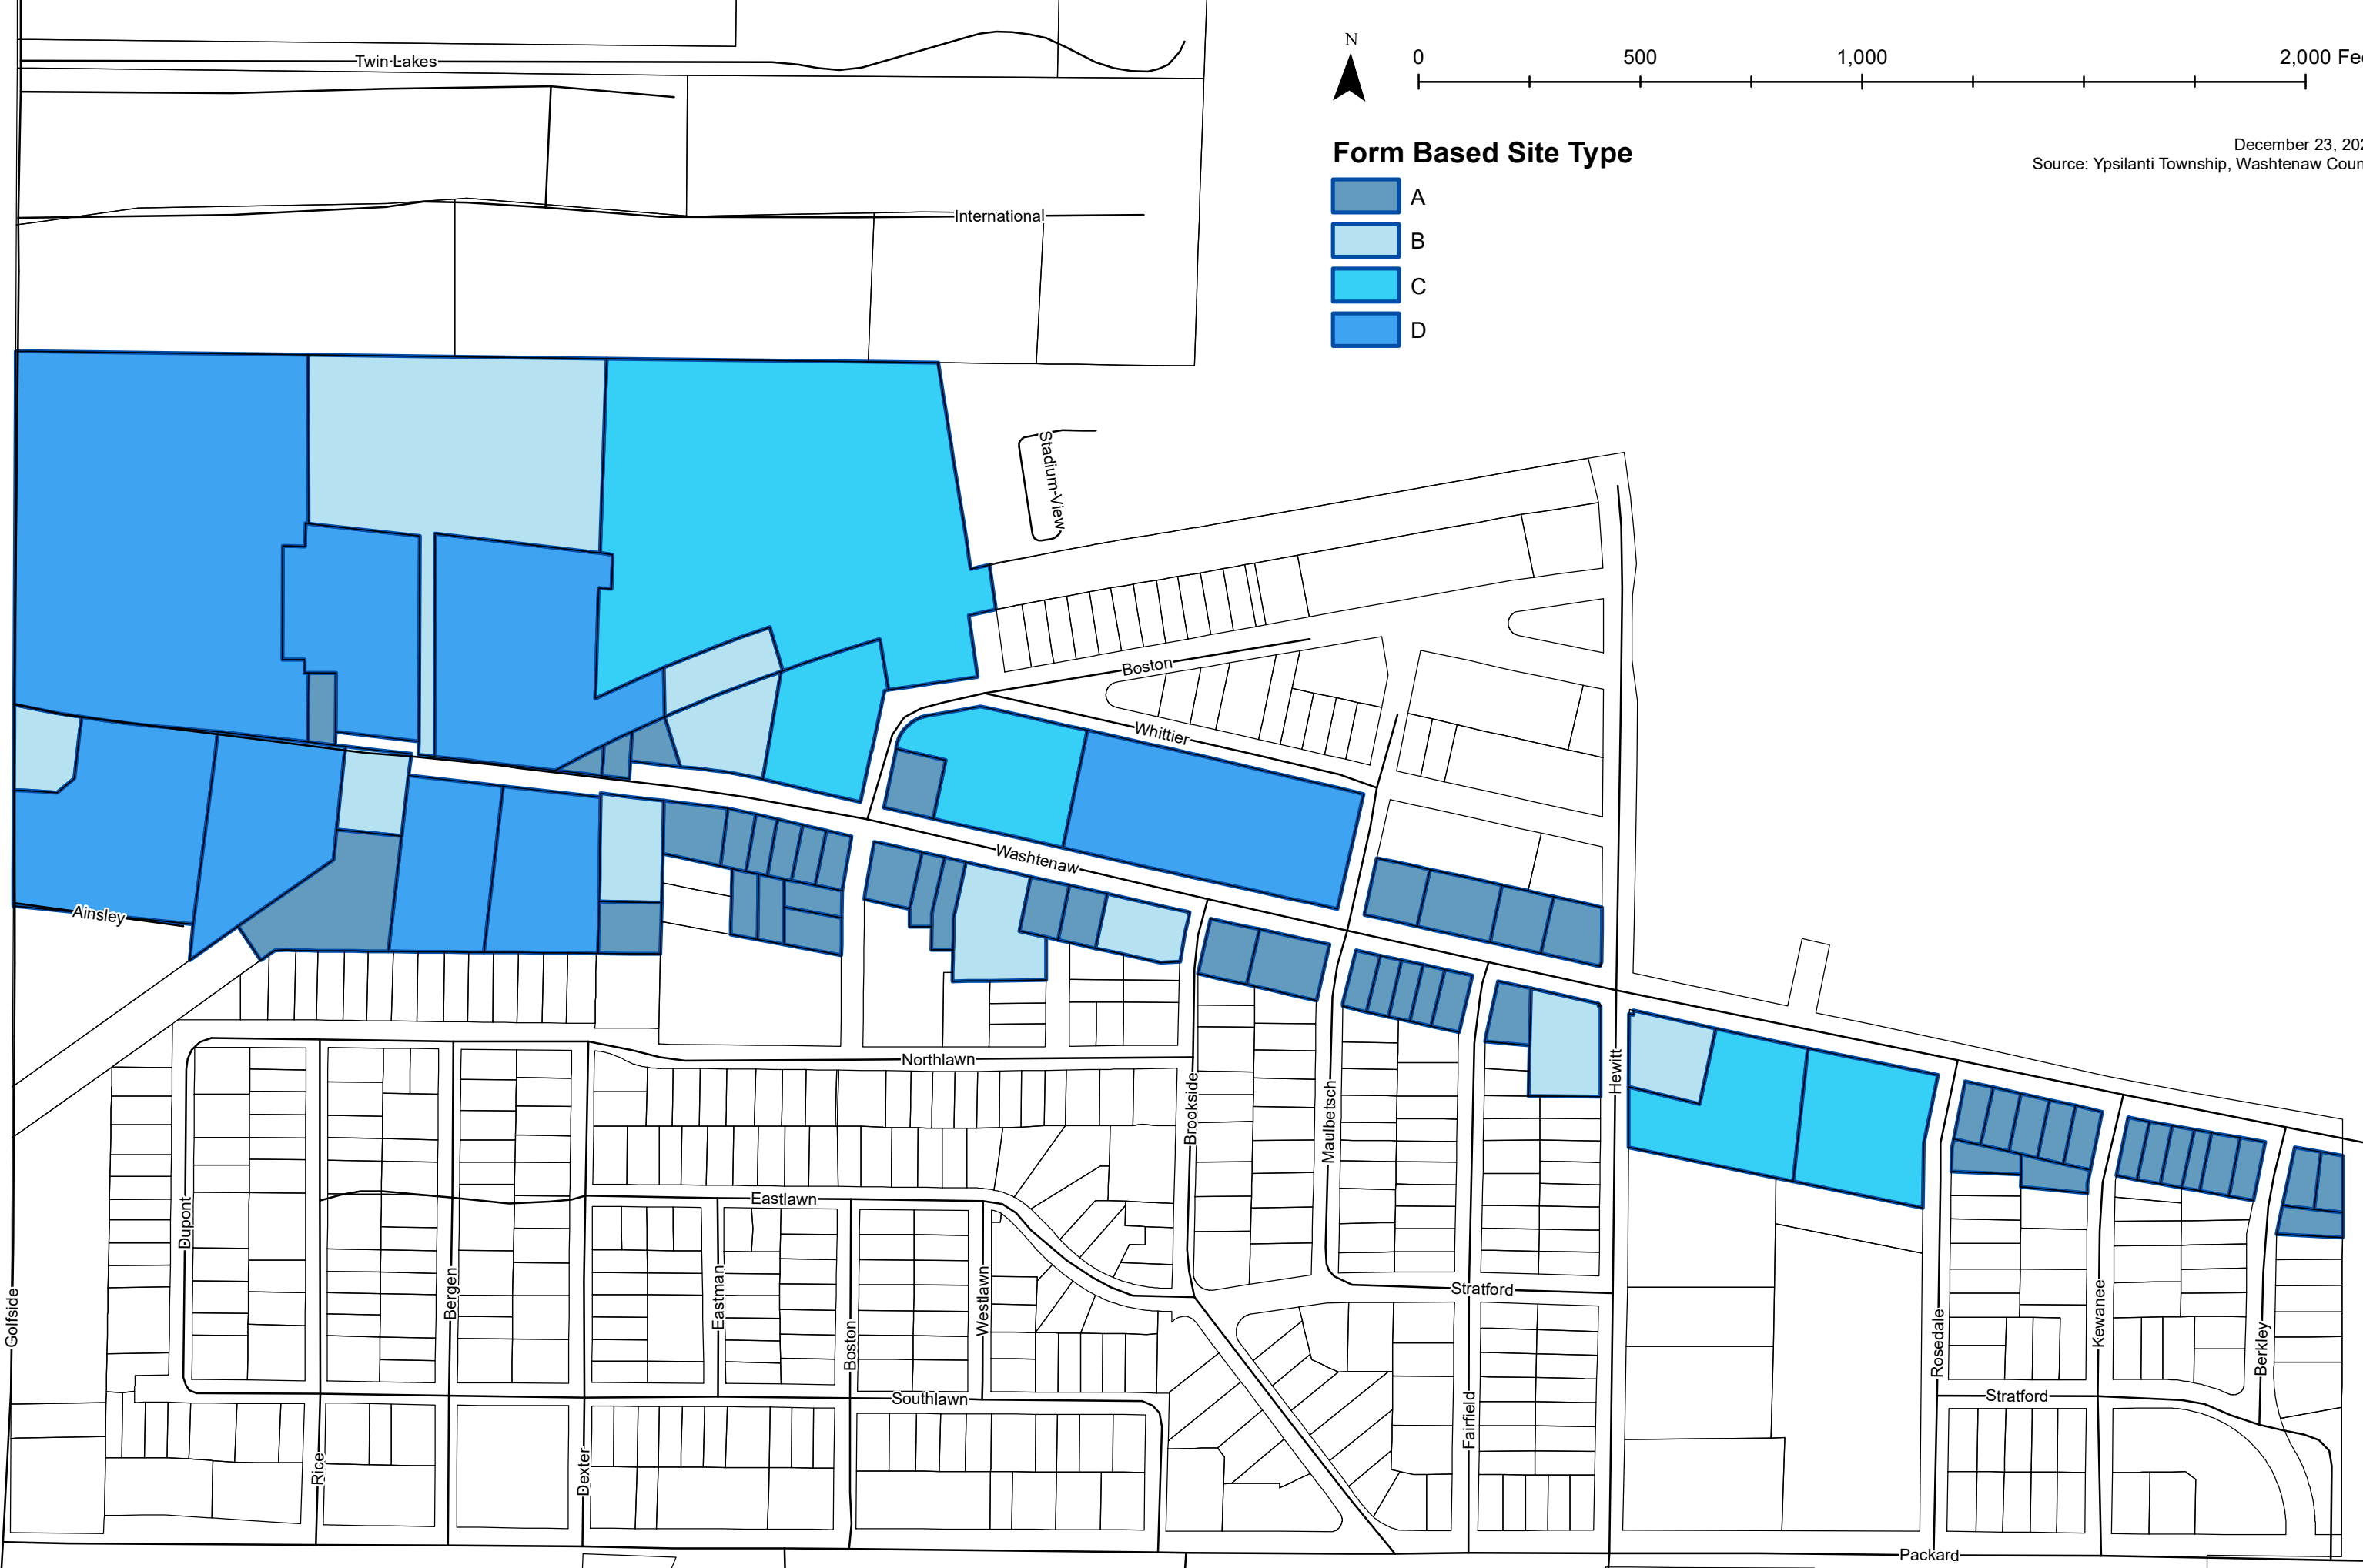 Twin Lakes
N
0 500 1,000 2,000 Fe
December 23, 202
Source: Ypsilanti Township, Washtenaw Coun
Form Based Site Type
A
B
C
D
International
Stadium-View
Boston
Whittier
Washtenaw
Ainsley
Northlawn
Hewitt
Brookside
Maulbetsch
Eastlawn
Dupont
Bergen
Eastman
Westlawn
Boston
Stratford
Golfside
Rosedale
Kewanee
Berkley
Southlawn
Stratford
Fairfield
Rice
Dexter
Packard